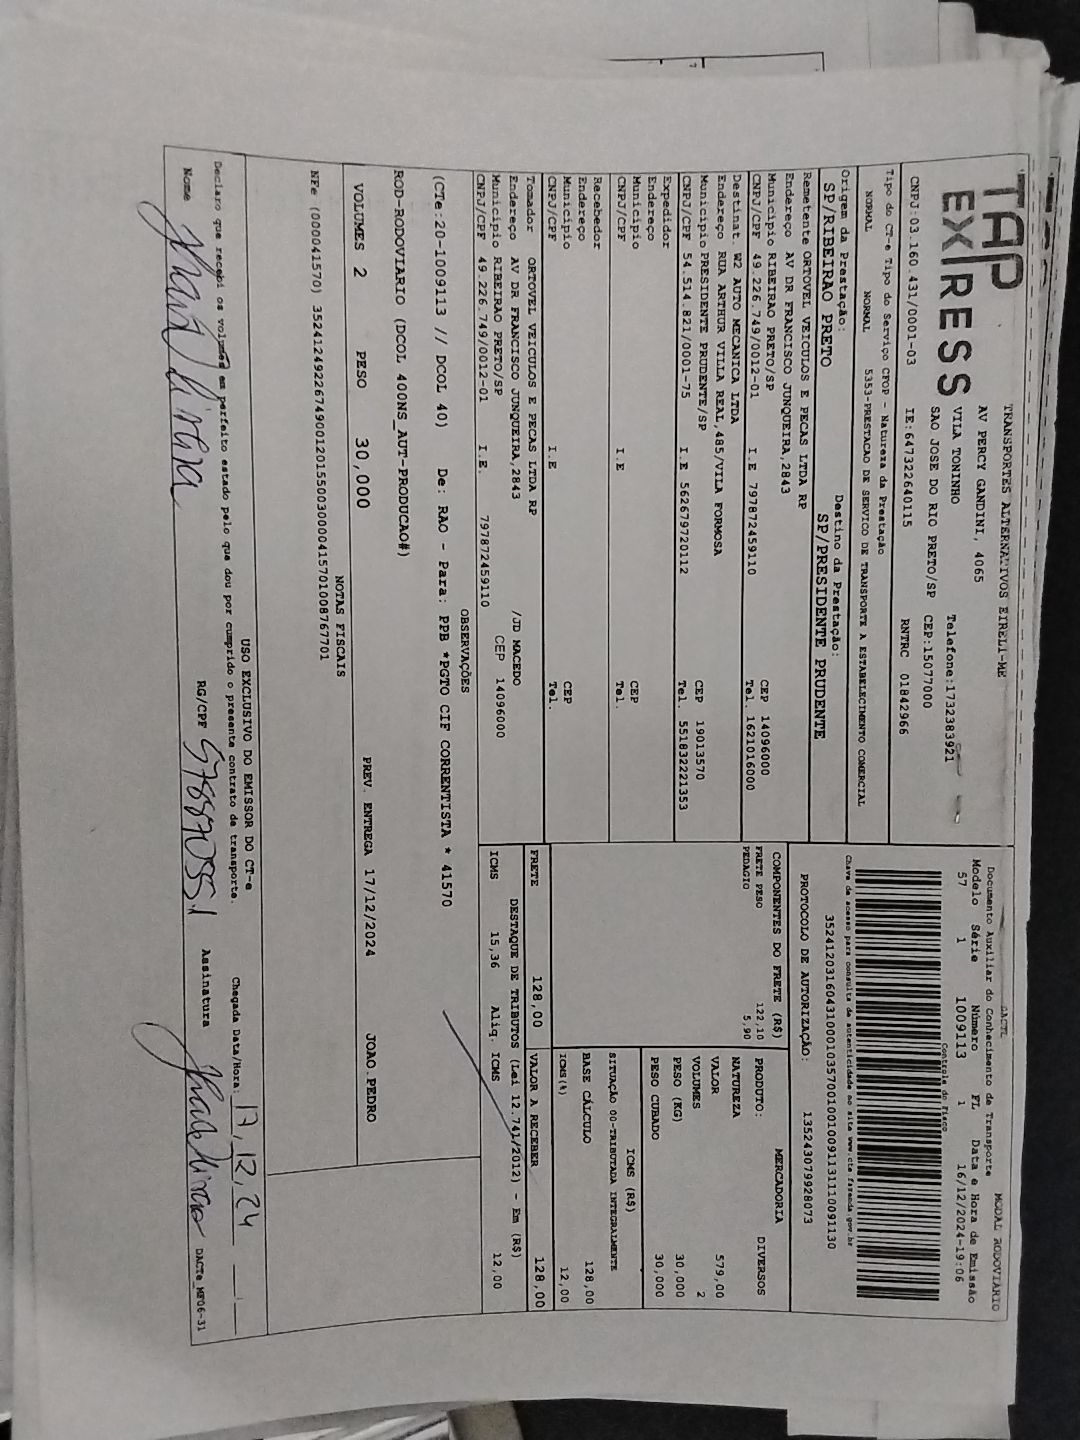 TAP
EXPRESS
TRANSPORTES ALTERNATIVOS EIRELI-ME
AV PERCY GANDINI, 4065
VILA TONINHO
SAO JOSE DO RIO PRETO/SP
Telefone:1732383921
CEP:15077000
CNPJ:03.160.431/0001-03 IE:647322640115 RNTRC 01842966
DACTE
MODAL RODOVIÁRIO
Documento Auxiliar do Conhecimento de Transporte
Modelo Série Número FL Data e Hora de Emissão
57 1 1009113 1 16/12/2024-19:06
Controle do Fisco
Chave de acesso para consulta de autenticidade no site www.cte.fazenda.gov.br
35241203160431000103570010010091131110091130
PROTOCOLO DE AUTORIZAÇÃO: 135243079928073
Tipo do CT-e Tipo do Serviço CFOP - Natureza da Prestação
NORMAL NORMAL 5353-PRESTACAO DE SERVICO DE TRANSPORTE A ESTABELECIMENTO COMERCIAL
Origem da Prestação: Destino da Prestação:
SP/RIBEIRAO PRETO SP/PRESIDENTE PRUDENTE
Remetente ORTOVEL VEICULOS E PECAS LTDA RP
Endereço AV DR FRANCISCO JUNQUEIRA,2843
Município RIBEIRAO PRETO/SP CEP 14096000
CNPJ/CPF 49.226.749/0012-01 I.E 797872459110 Tel. 1621016000
Destinat. W2 AUTO MECANICA LTDA
Endereço RUA ARTHUR VILLA REAL,485/VILA FORMOSA
Município PRESIDENTE PRUDENTE/SP CEP 19013570
CNPJ/CPF 54.514.821/0001-75 I.E 562679720112 Tel. 551832221353
Expedidor
Endereço
Município CEP
CNPJ/CPF I.E Tel.
Recebedor
Endereço
Município CEP
CNPJ/CPF I.E Tel.
Tomador ORTOVEL VEICULOS E PECAS LTDA RP
Endereço AV DR FRANCISCO JUNQUEIRA,2843 /JD MACEDO
Município RIBEIRAO PRETO/SP CEP 14096000
CNPJ/CPF 49.226.749/0012-01 I.E. 797872459110
COMPONENTES DO FRETE (R$)
FRETE PESO 122,10
PEDAGIO 5,90
MERCADORIA
PRODUTO: DIVERSOS
NATUREZA
VALOR 579,00
VOLUMES 2
PESO (KG) 30,000
PESO CUBADO 30,000
ICMS (R$)
SITUAÇÃO 00-TRIBUTADA INTEGRALMENTE
BASE CÁLCULO 128,00
ICMS(%) 12,00
FRETE 128,00 VALOR A RECEBER 128,00
DESTAQUE DE TRIBUTOS (Lei 12.741/2012) - Em (R$)
ICMS 15,36 Aliq. ICMS 12,00
OBSERVAÇÕES
(CTe:20-1009113 // DCOL 40) De: RAO - Para: PPB *PGTO CIF CORRENTISTA * 41570
ROD-RODOVIARIO (DCOL 400NS_AUT-PRODUCAO#)
JOAO.PEDRO
VOLUMES 2 PESO 30,000 PREV. ENTREGA 17/12/2024
NOTAS FISCAIS
NFe (000041570) 35241249226749001201550030000415701008767701
USO EXCLUSIVO DO EMISSOR DO CT-e
Declaro que recebi os volumes em perfeito estado pelo que dou por cumprido o presente contrato de transporte. Chegada Data/Hora 17,12,24
Nome RG/CPF Assinatura
DACTe_MF06-31